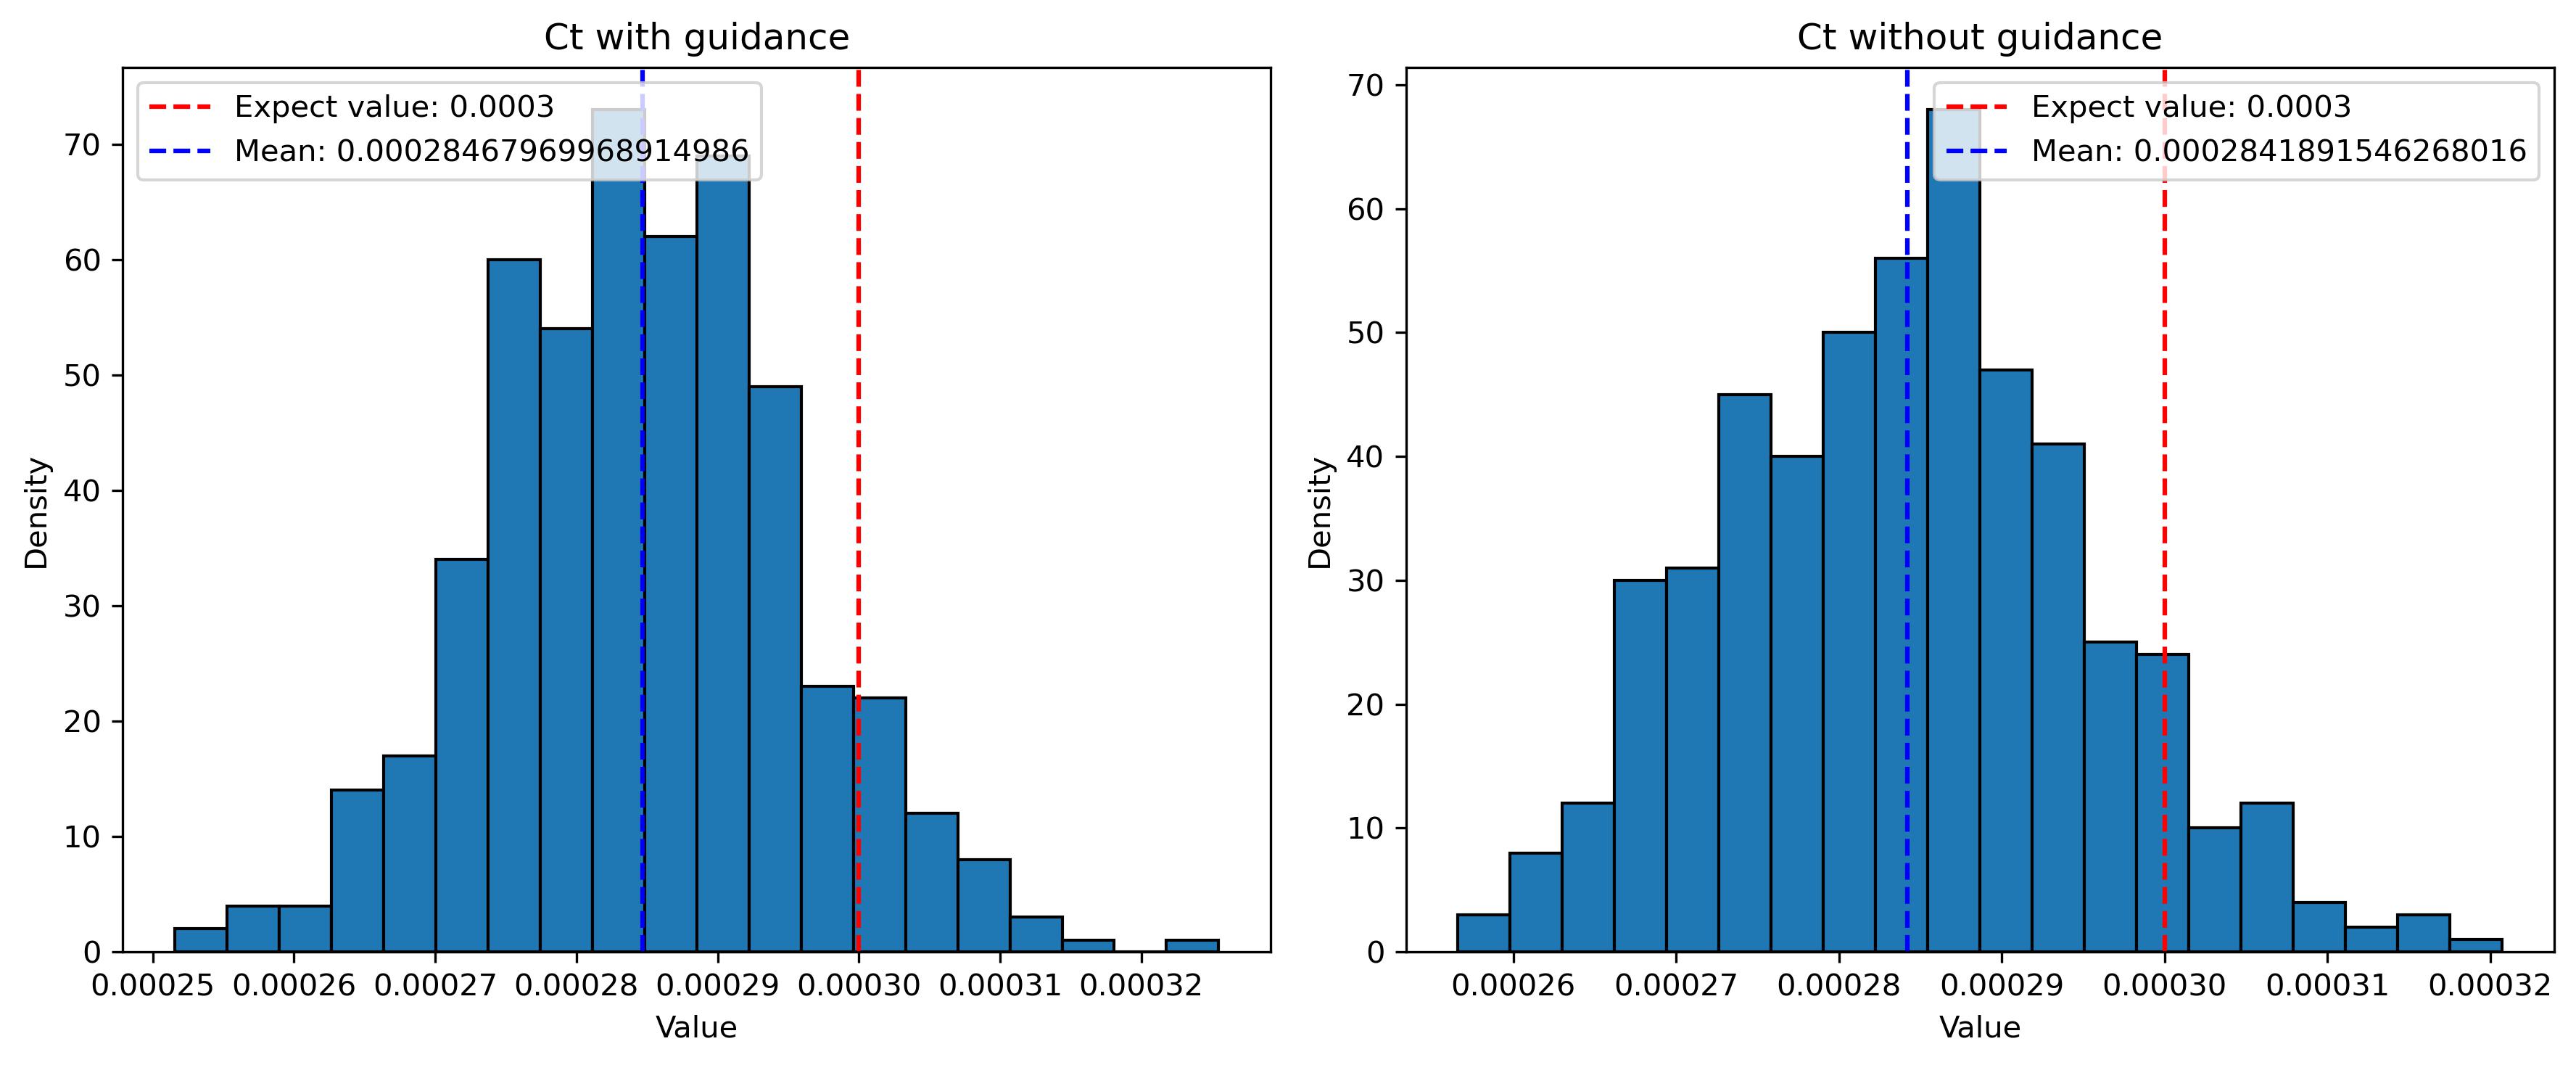 Ct with guidance
Expect value: 0.0003
Mean: 0.00028467969968914986
70
60
50
40
30
20
10
0
Density
0.00025 0.00026 0.00027 0.00028 0.00029 0.00030 0.00031 0.00032
Value
Ct without guidance
Expect value: 0.0003
Mean: 0.0002841891546268016
70
60
50
40
30
20
10
0
Density
0.00026 0.00027 0.00028 0.00029 0.00030 0.00031 0.00032
Value